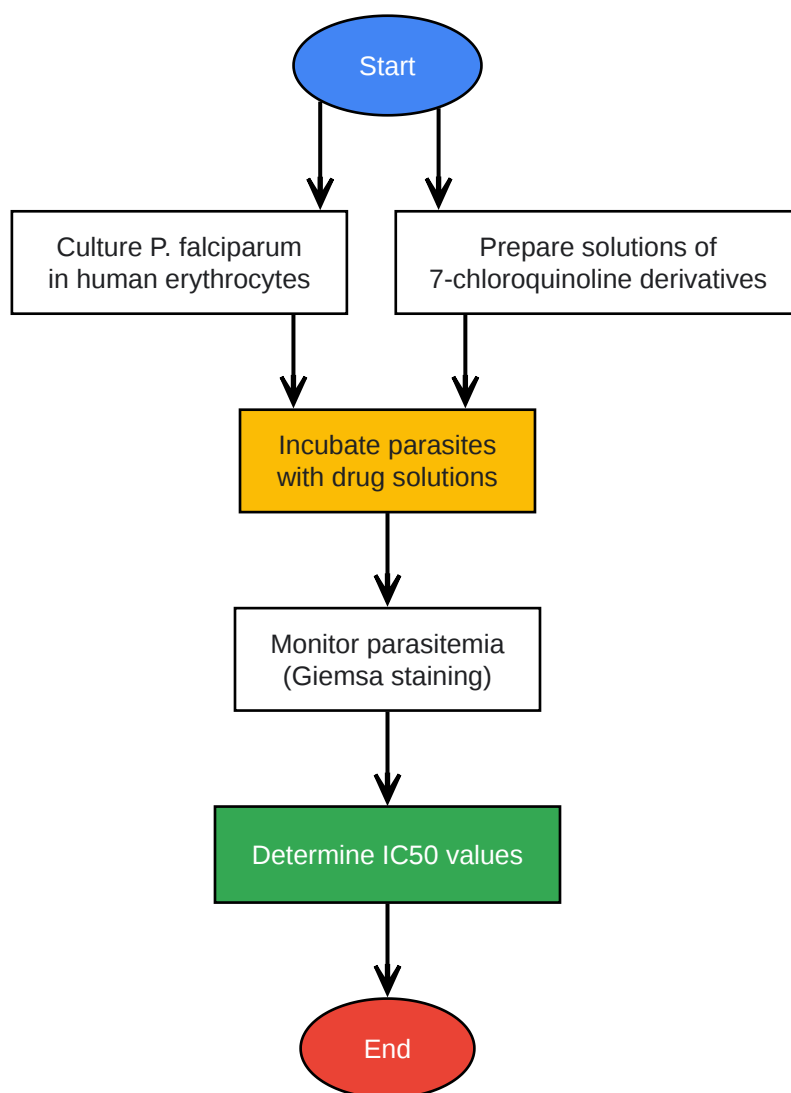 Start
Culture P. falciparum
in human erythrocytes
Prepare solutions of
7-chloroquinoline derivatives
Incubate parasites
with drug solutions
Monitor parasitemia
(Giemsa staining)
Determine IC50 values
End